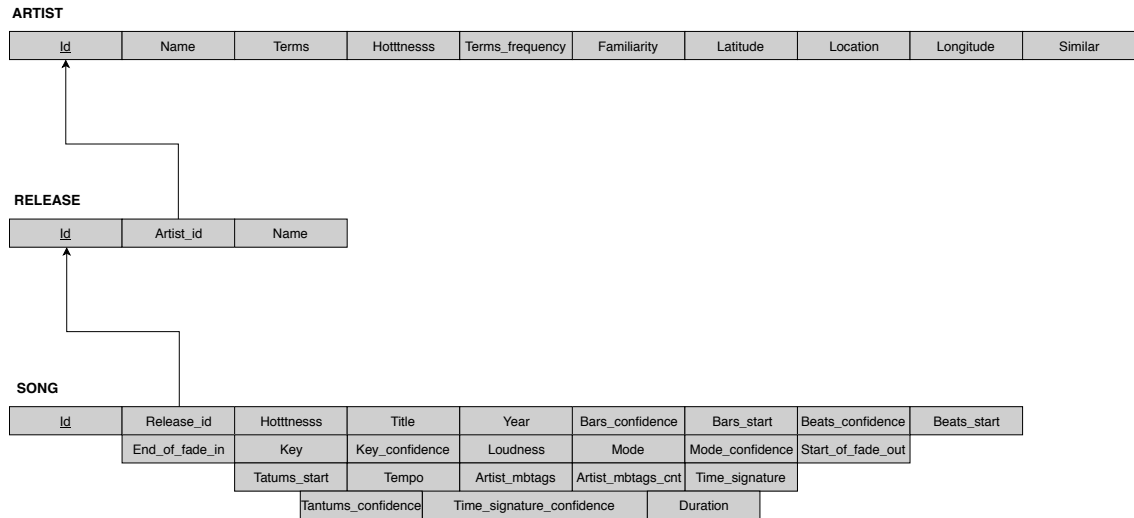 ARTIST
Id Name Terms Hotttnesss Terms_frequency Familiarity Latitude Location Longitude Similar
RELEASE
Id Artist_id Name
SONG
Id Release_id Hotttnesss Title Year Bars_confidence Bars_start Beats_confidence Beats_start
End_of_fade_in Key Key_confidence Loudness Mode Mode_confidence Start_of_fade_out
Tatums_start Tempo Artist_mbtags Artist_mbtags_cnt Time_signature
Tantums_confidence Time_signature_confidence Duration